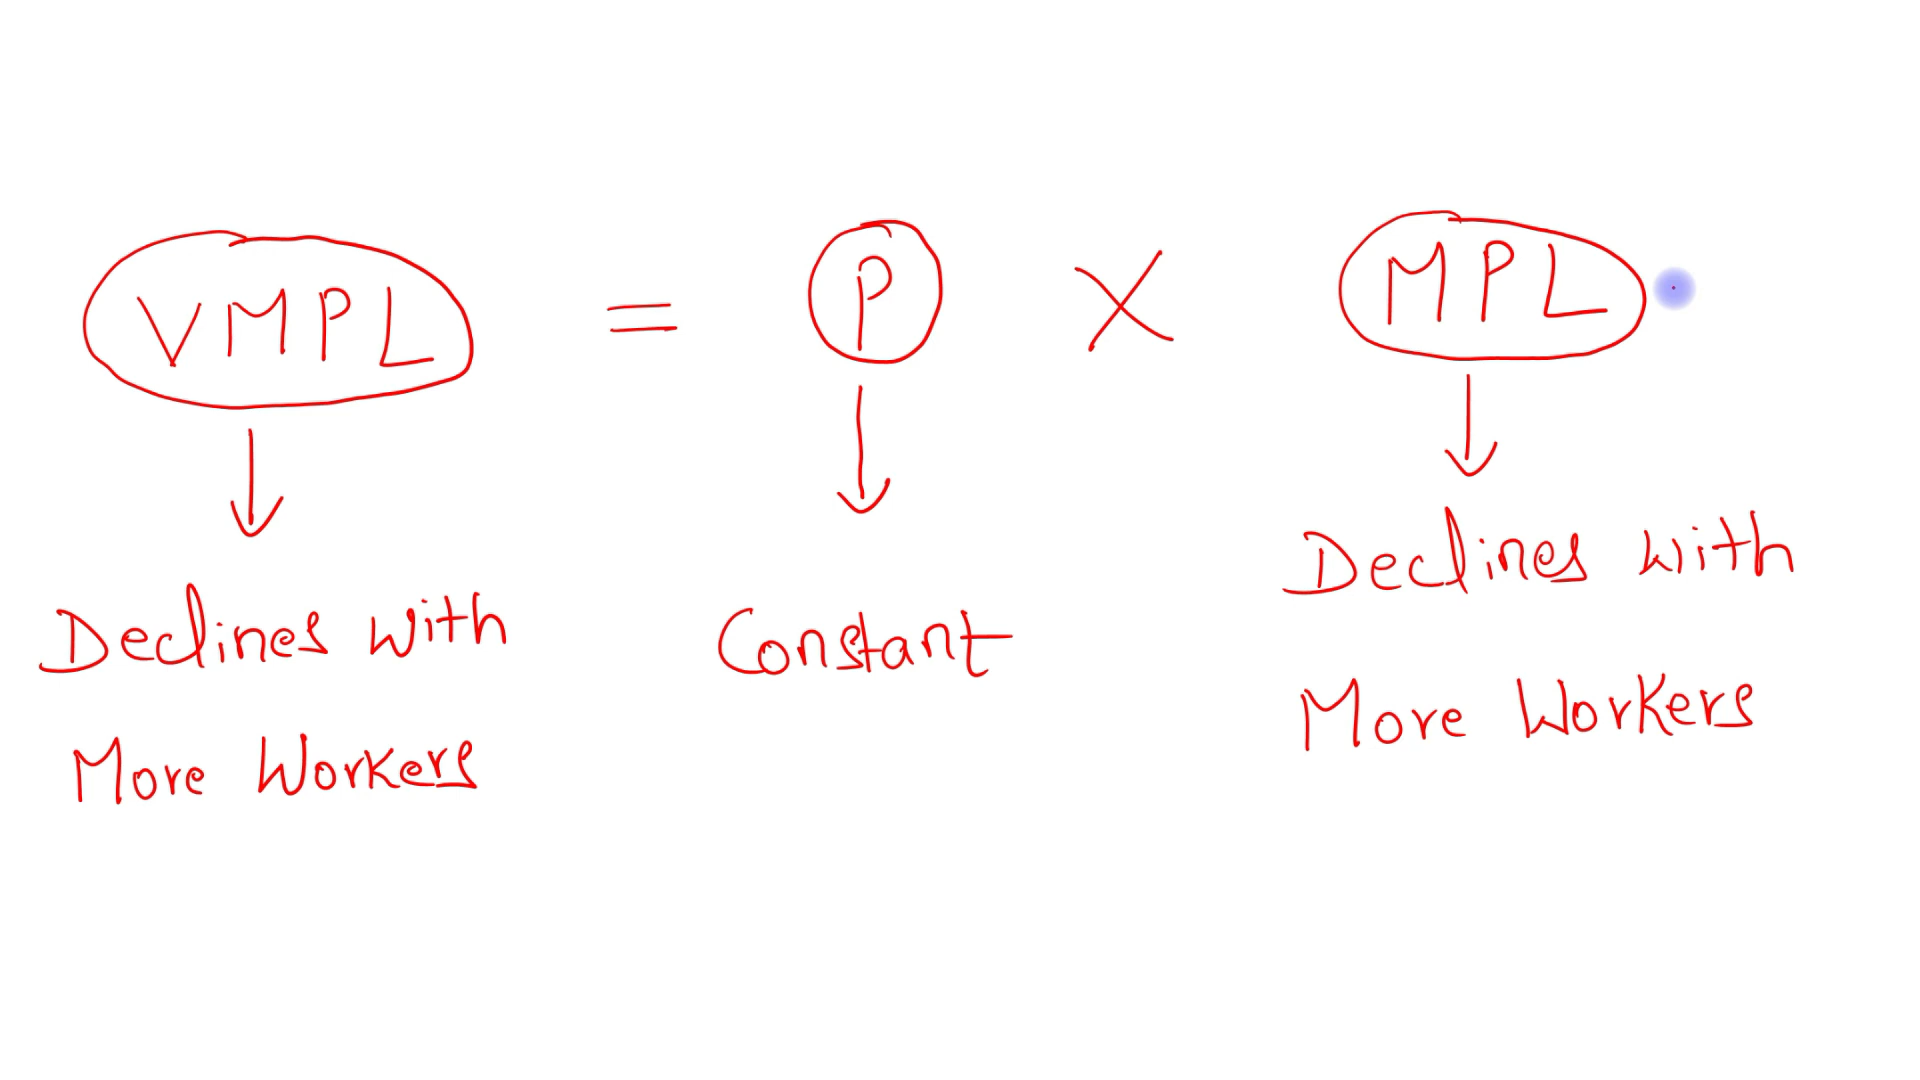 VMPL = P X MPL
Declines with
More Workers
Constant
Declines with
More Workers